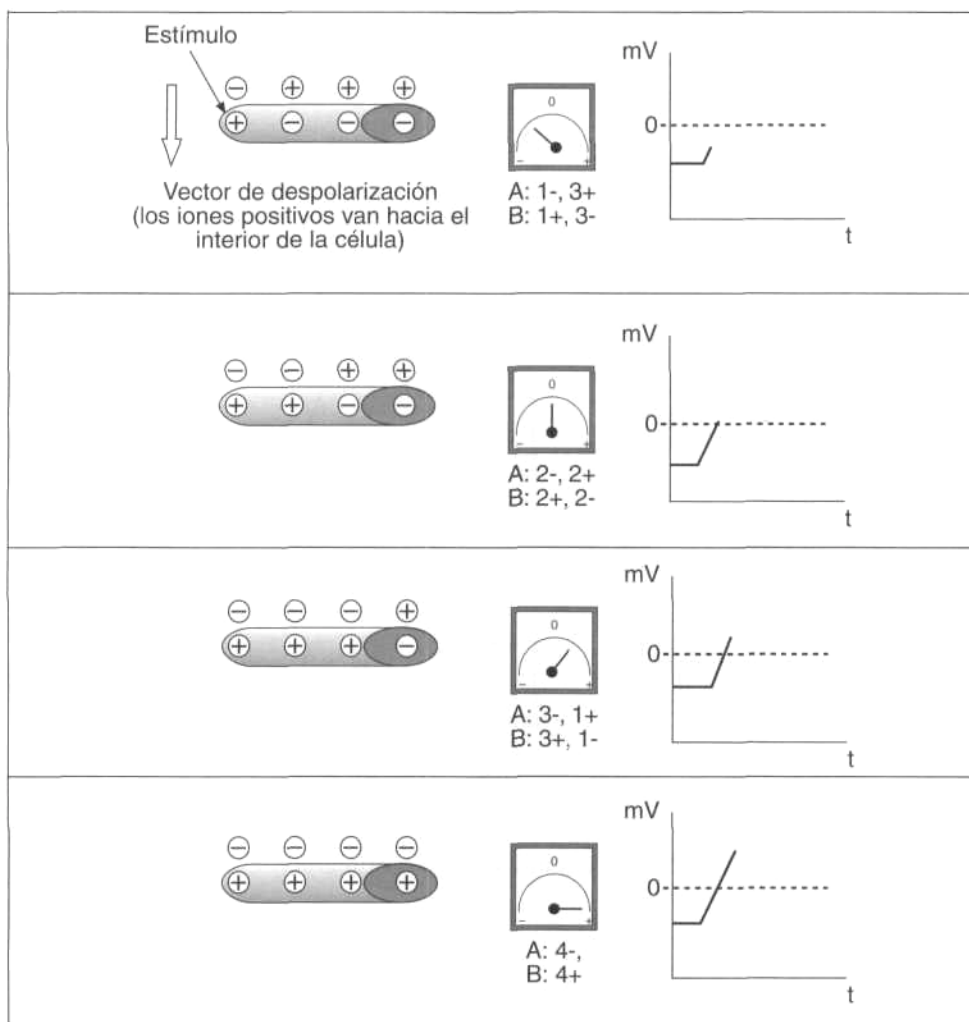 Estímulo
- + + +
+ - - -
Vector de despolarización
(los iones positivos van hacia el
interior de la célula)
0
- +
A: 1-, 3+
B: 1+, 3-
mV
0
t
- - + +
+ + - -
0
- +
A: 2-, 2+
B: 2+, 2-
mV
0
t
- - - +
+ + + -
0
- +
A: 3-, 1+
B: 3+, 1-
mV
0
t
- - - -
+ + + +
0
- +
A: 4-,
B: 4+
mV
0
t